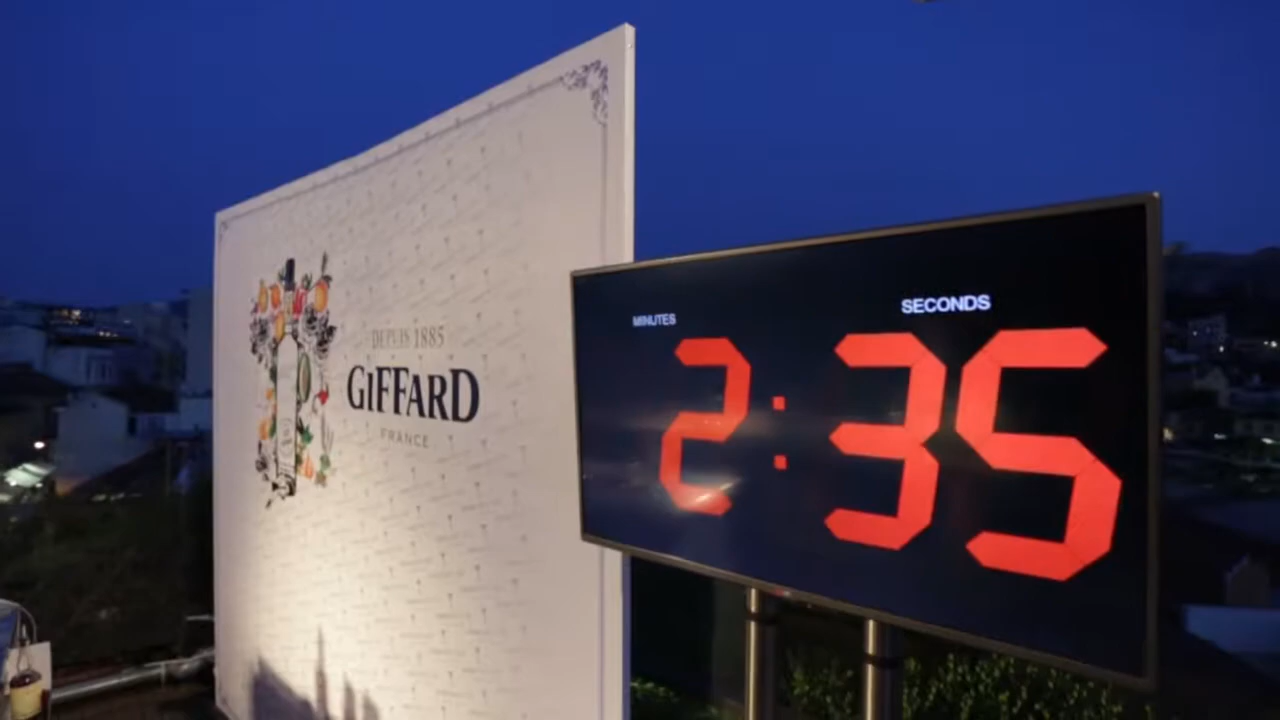 DEPUIS 1885
GIFFARD
FRANCE
MINUTES
SECONDS
2:35